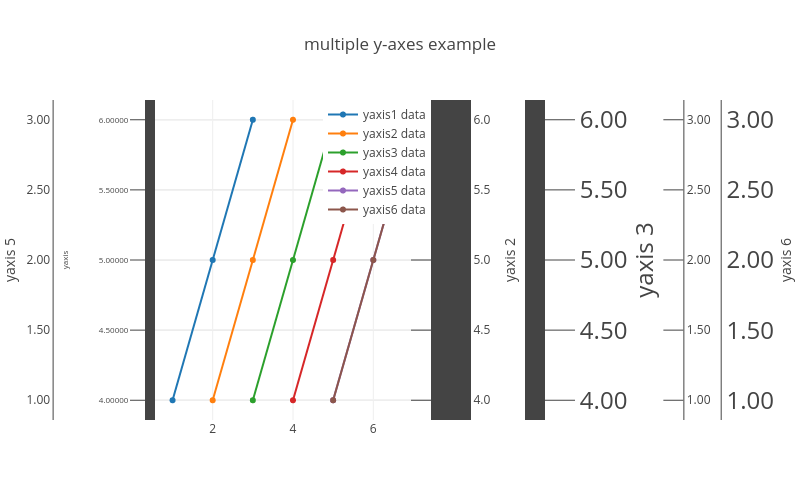 multiple y-axes example
yaxis 5
3.00
2.50
2.00
1.50
1.00
yaxis
6.00000
5.50000
5.00000
4.50000
4.00000
yaxis1 data
yaxis2 data
yaxis3 data
yaxis4 data
yaxis5 data
yaxis6 data
2
4
6
6.0
5.5
5.0
4.5
4.0
yaxis 2
6.00
5.50
5.00
4.50
4.00
yaxis 3
3.00
2.50
2.00
1.50
1.00
3.00
2.50
2.00
1.50
1.00
yaxis 6